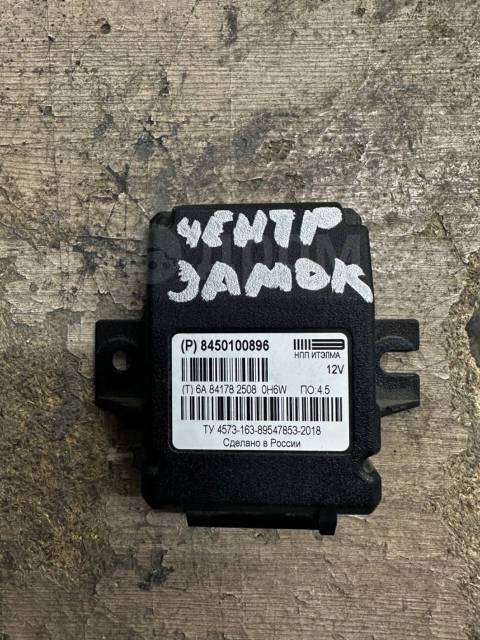 ЦЕНТР
ЗАМОК
(P) 8450100896
НПП ИТЭЛМА
12V
(T) 6A 84178 2508 0H6W ПО:4.5
ТУ 4573-163-89547853-2018
Сделано в России